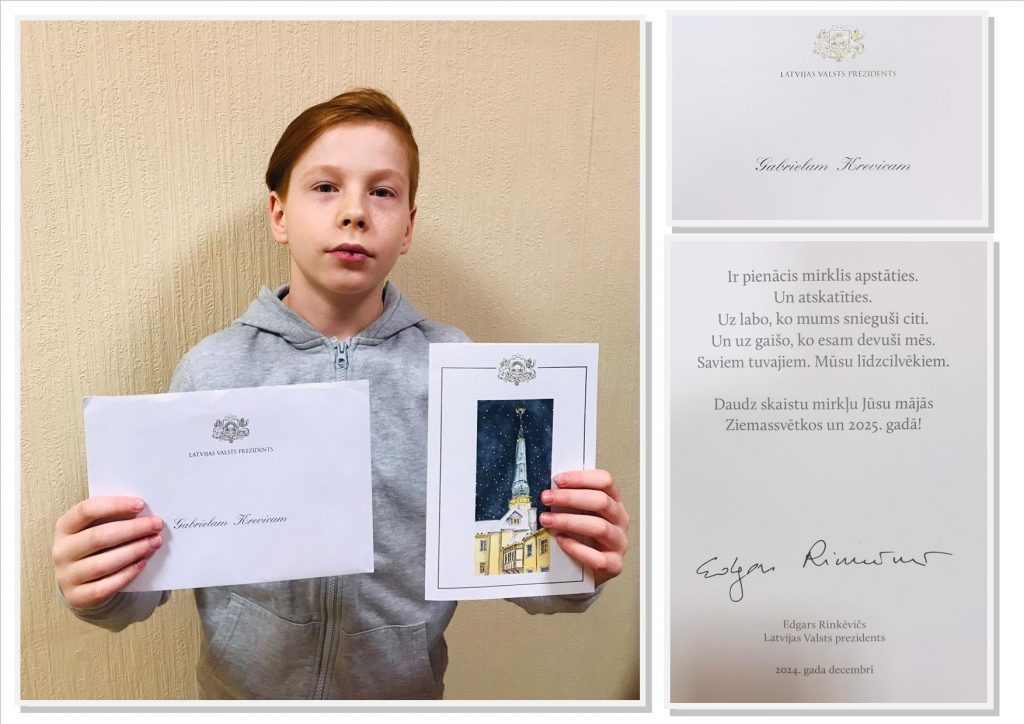 LATVIJAS VALSTS PREZIDENTS
Gabrielam Krevicam
LATVIJAS VALSTS PREZIDENTS
Gabrielam Krevicam
Ir pienācis mirklis apstāties.
Un atskatīties.
Uz labo, ko mums snieguši citi.
Un uz gaišo, ko esam devuši mēs.
Saviem tuvajiem. Mūsu līdzcilvēkiem.
Daudz skaistu mirkļu Jūsu mājās
Ziemassvētkos un 2025. gadā!
Edgars Rinkēvičs
Edgars Rinkēvičs
Latvijas Valsts prezidents
2024. gada decembrī